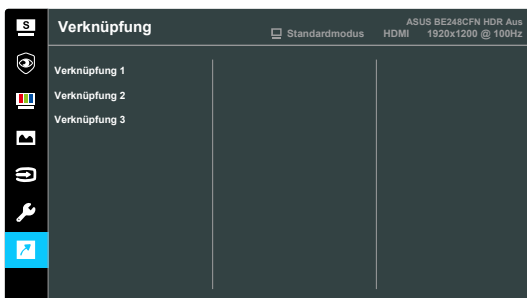 S
Verknüpfung
Standardmodus
ASUS BE248CFN HDR Aus
HDMI 1920x1200 @ 100Hz
Verknüpfung 1
Verknüpfung 2
Verknüpfung 3